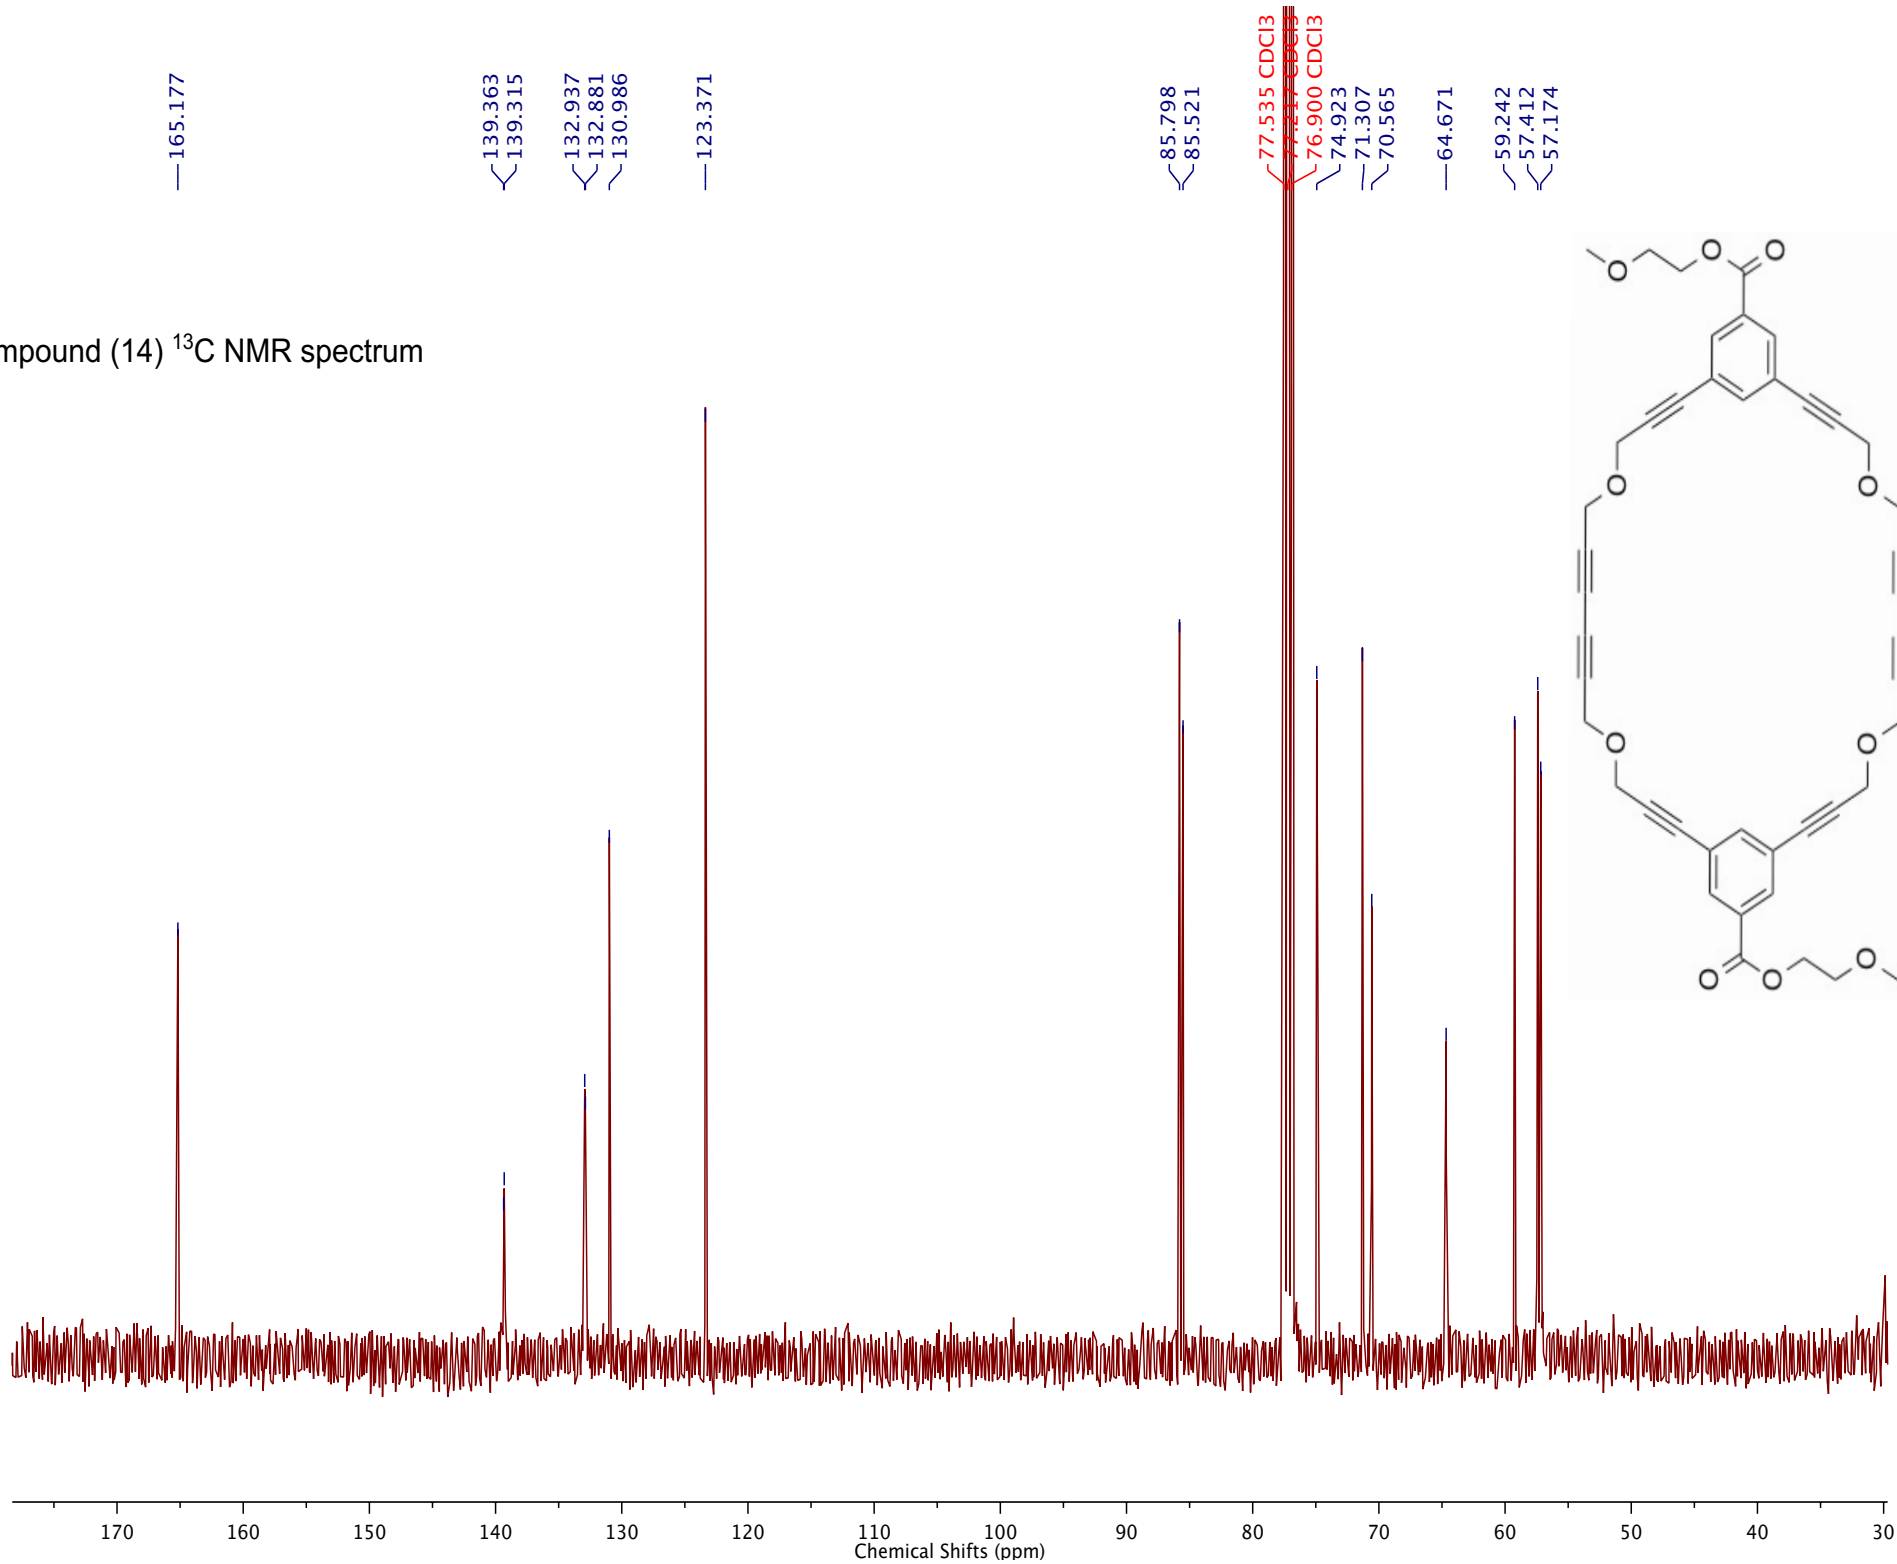 165.177
139.363
139.315
132.937
132.881
130.986
123.371
85.798
85.521
77.535 CDCl3
77.217 CDCl3
76.900 CDCl3
74.923
71.307
70.565
64.671
59.242
57.412
57.174
O
O
O
mpound (14) 13C NMR spectrum
O
O
O
O
O
O
O
170 160 150 140 130 120 110 100 90 80 70 60 50 40 30
Chemical Shifts (ppm)